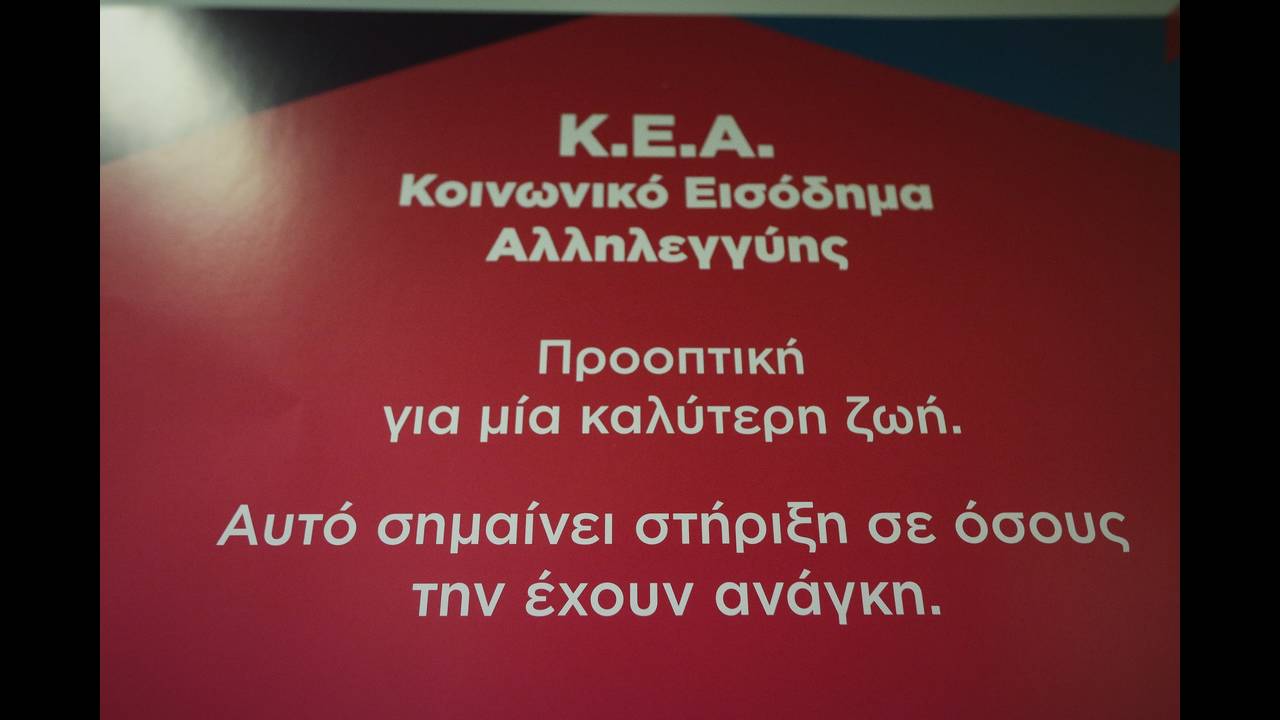 Κ.Ε.Α.
Κοινωνικό Εισόδημα
Αλληλεγγύης
Προοπτική
για μία καλύτερη ζωή.
Αυτό σημαίνει στήριξη σε όσους
την έχουν ανάγκη.